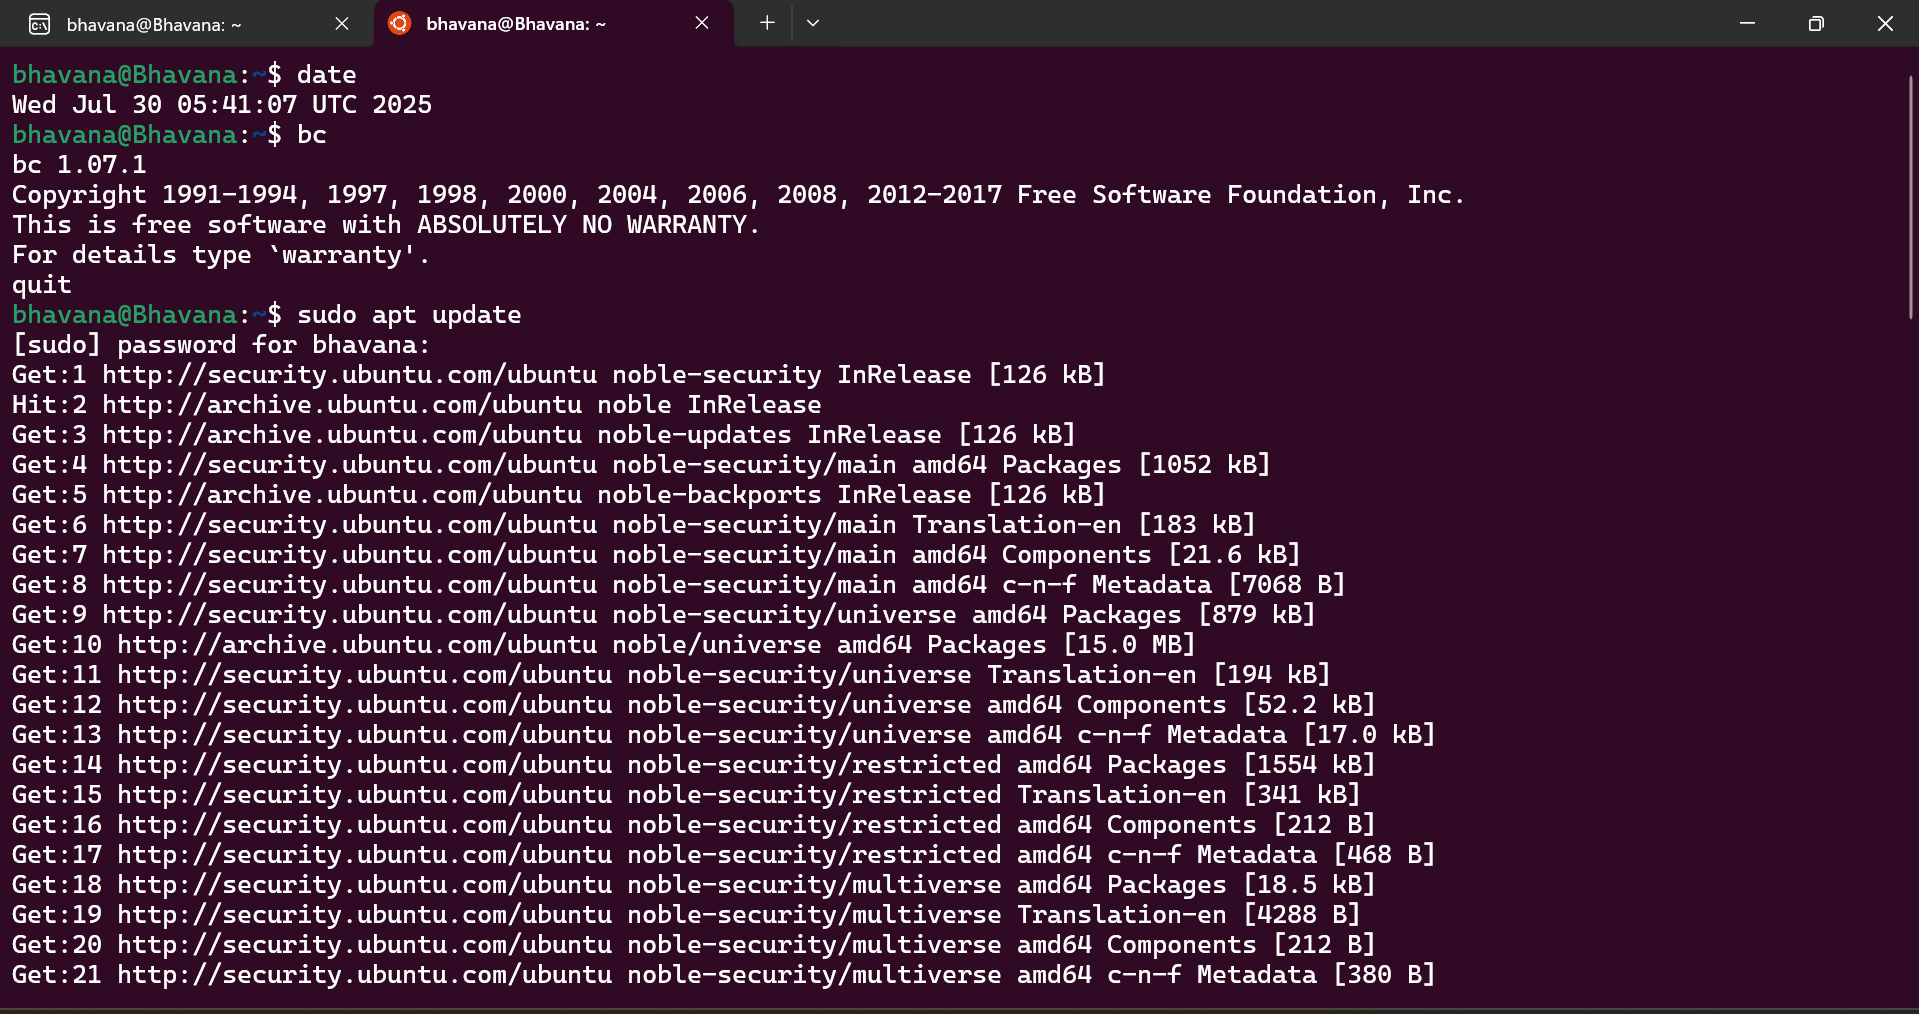 bhavana@Bhavana: ~
bhavana@Bhavana: ~
bhavana@Bhavana:~$ date
Wed Jul 30 05:41:07 UTC 2025
bhavana@Bhavana:~$ bc
bc 1.07.1
Copyright 1991-1994, 1997, 1998, 2000, 2004, 2006, 2008, 2012-2017 Free Software Foundation, Inc.
This is free software with ABSOLUTELY NO WARRANTY.
For details type `warranty'.
quit
bhavana@Bhavana:~$ sudo apt update
[sudo] password for bhavana:
Get:1 http://security.ubuntu.com/ubuntu noble-security InRelease [126 kB]
Hit:2 http://archive.ubuntu.com/ubuntu noble InRelease
Get:3 http://archive.ubuntu.com/ubuntu noble-updates InRelease [126 kB]
Get:4 http://security.ubuntu.com/ubuntu noble-security/main amd64 Packages [1052 kB]
Get:5 http://archive.ubuntu.com/ubuntu noble-backports InRelease [126 kB]
Get:6 http://security.ubuntu.com/ubuntu noble-security/main Translation-en [183 kB]
Get:7 http://security.ubuntu.com/ubuntu noble-security/main amd64 Components [21.6 kB]
Get:8 http://security.ubuntu.com/ubuntu noble-security/main amd64 c-n-f Metadata [7068 B]
Get:9 http://security.ubuntu.com/ubuntu noble-security/universe amd64 Packages [879 kB]
Get:10 http://archive.ubuntu.com/ubuntu noble/universe amd64 Packages [15.0 MB]
Get:11 http://security.ubuntu.com/ubuntu noble-security/universe Translation-en [194 kB]
Get:12 http://security.ubuntu.com/ubuntu noble-security/universe amd64 Components [52.2 kB]
Get:13 http://security.ubuntu.com/ubuntu noble-security/universe amd64 c-n-f Metadata [17.0 kB]
Get:14 http://security.ubuntu.com/ubuntu noble-security/restricted amd64 Packages [1554 kB]
Get:15 http://security.ubuntu.com/ubuntu noble-security/restricted Translation-en [341 kB]
Get:16 http://security.ubuntu.com/ubuntu noble-security/restricted amd64 Components [212 B]
Get:17 http://security.ubuntu.com/ubuntu noble-security/restricted amd64 c-n-f Metadata [468 B]
Get:18 http://security.ubuntu.com/ubuntu noble-security/multiverse amd64 Packages [18.5 kB]
Get:19 http://security.ubuntu.com/ubuntu noble-security/multiverse Translation-en [4288 B]
Get:20 http://security.ubuntu.com/ubuntu noble-security/multiverse amd64 Components [212 B]
Get:21 http://security.ubuntu.com/ubuntu noble-security/multiverse amd64 c-n-f Metadata [380 B]